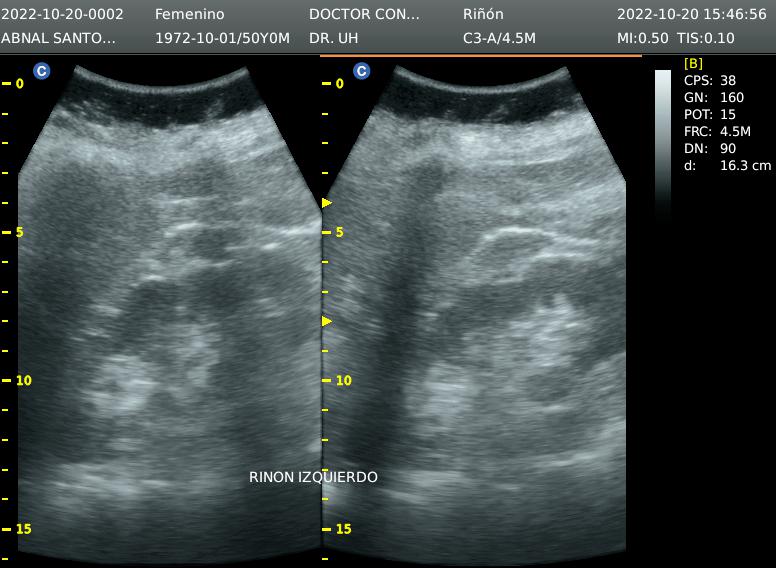 2022-10-20-0002 Femenino DOCTOR CON... Riñón 2022-10-20 15:46:56
ABNAL SANTO... 1972-10-01/50Y0M DR. UH C3-A/4.5M MI:0.50 TIS:0.10
C C
[B]
CPS: 38
GN: 160
POT: 15
FRC: 4.5M
DN: 90
d: 16.3 cm
0 0
5 5
10 10
RINON IZQUIERDO
15 15